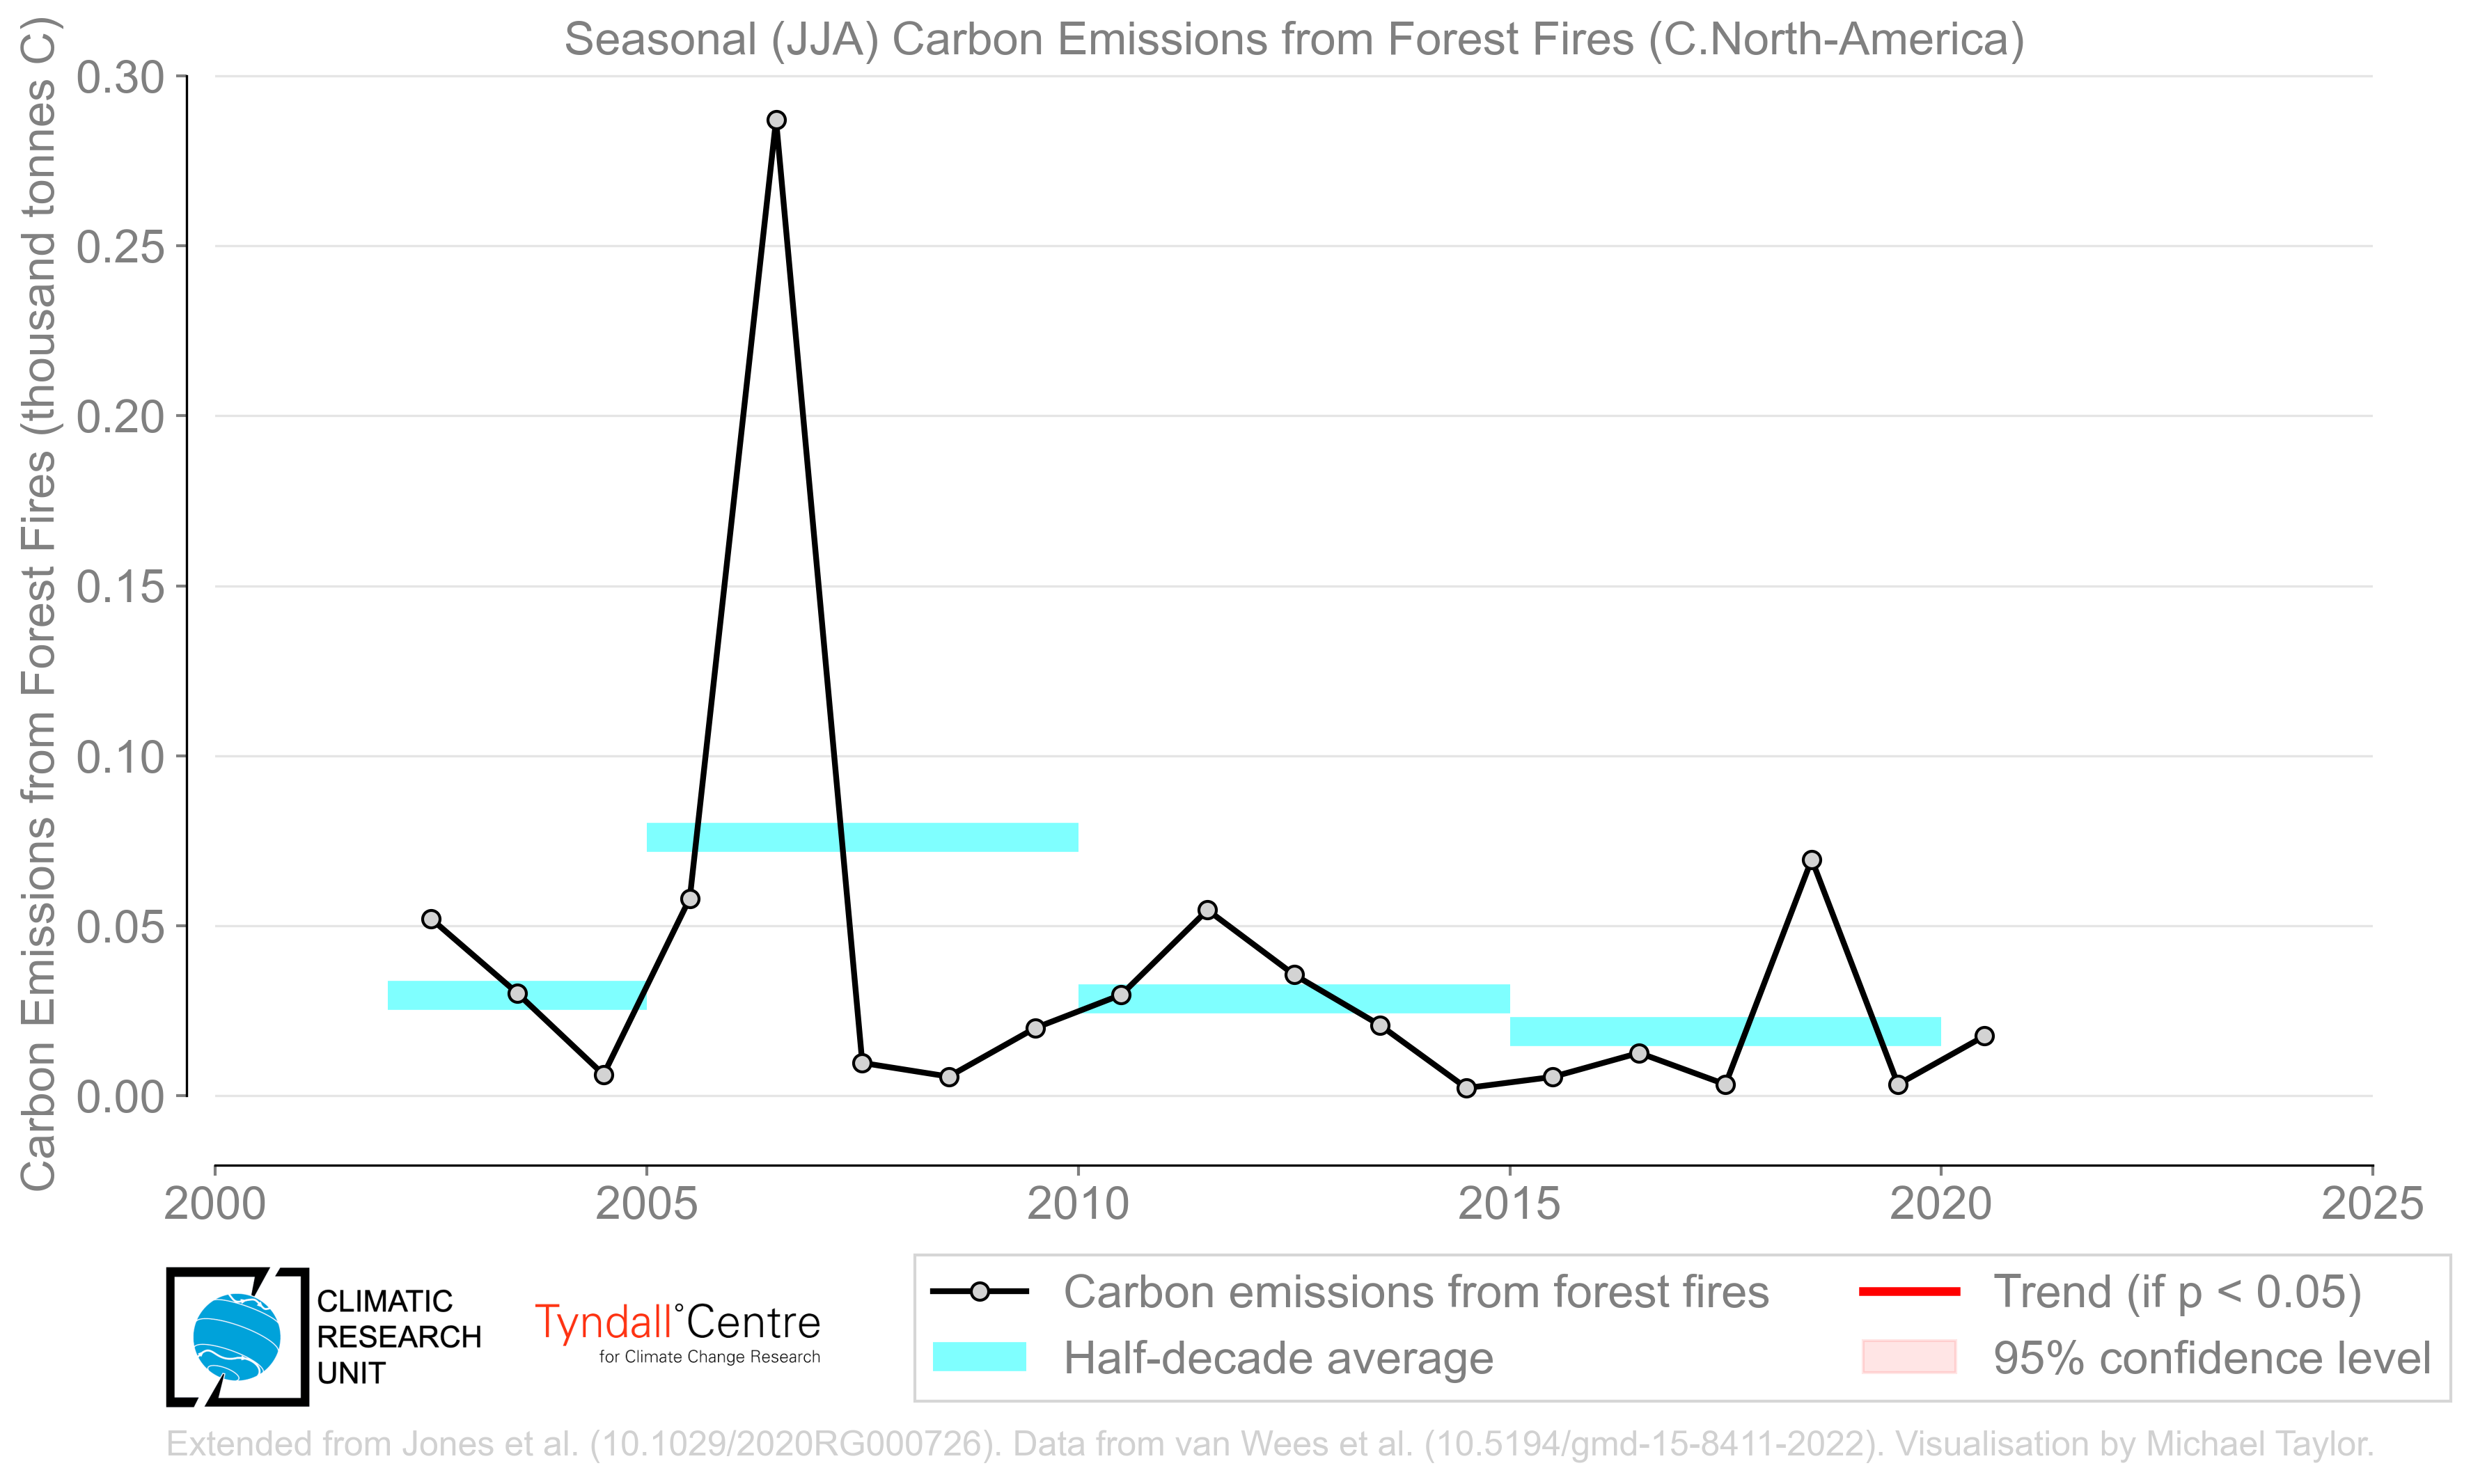 Seasonal (JJA) Carbon Emissions from Forest Fires (C.North-America)
Carbon Emissions from Forest Fires (thousand tonnes C)
0.30
0.25
0.20
0.15
0.10
0.05
0.00
2000
2005
2010
2015
2020
2025
CLIMATIC
RESEARCH
UNIT
Tyndall°Centre
for Climate Change Research
Carbon emissions from forest fires
Half-decade average
Trend (if p < 0.05)
95% confidence level
Extended from Jones et al. (10.1029/2020RG000726). Data from van Wees et al. (10.5194/gmd-15-8411-2022). Visualisation by Michael Taylor.